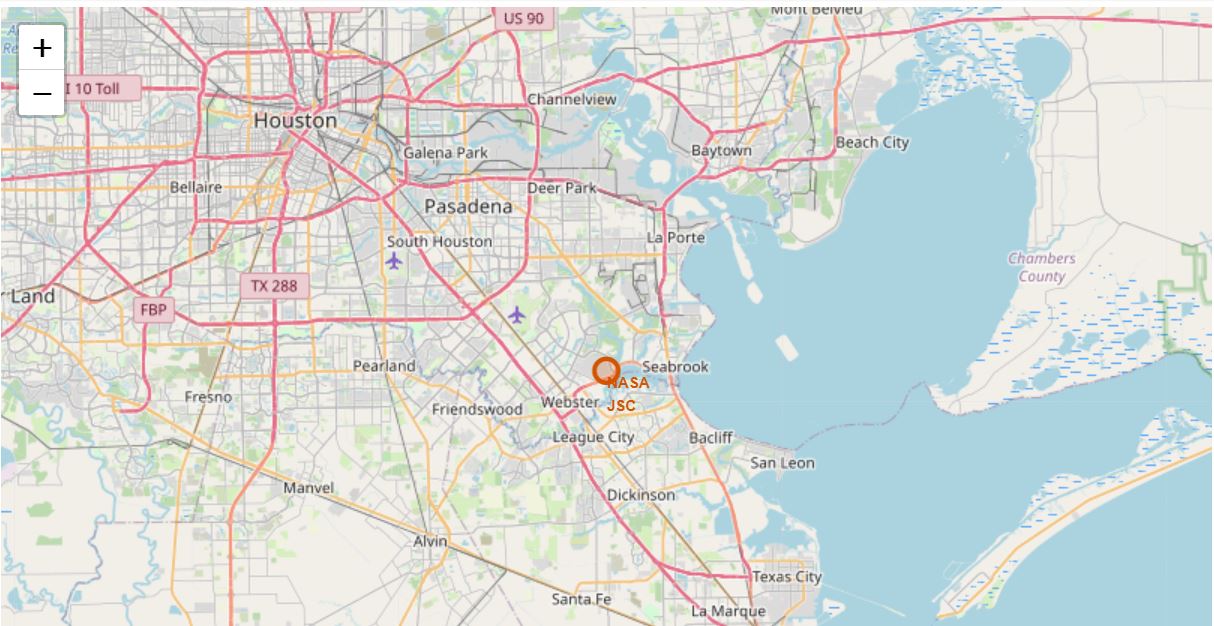 Mont Belvieu
US 90
+
I 10 Toll
−
Channelview
Houston
Beach City
Galena Park
Baytown
Bellaire
Deer Park
Pasadena
La Porte
South Houston
Chambers
County
TX 288
r Land
FBP
Pearland
Seabrook
NASA
Fresno
Webster
JSC
Friendswood
League City
Bacliff
San Leon
Manvel
Dickinson
Alvin
Texas City
Santa Fe
La Marque